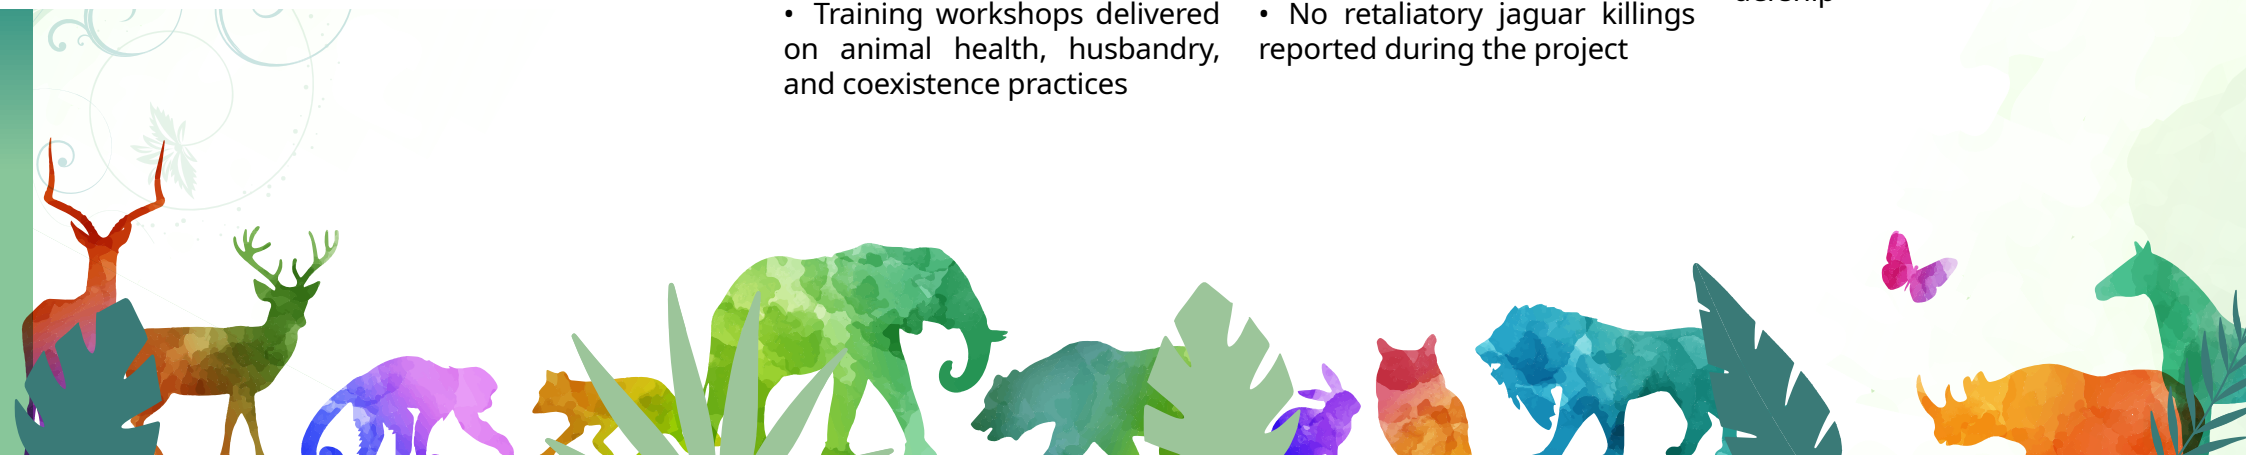 • Training workshops delivered
on animal health, husbandry,
and coexistence practices
• No retaliatory jaguar killings
reported during the project